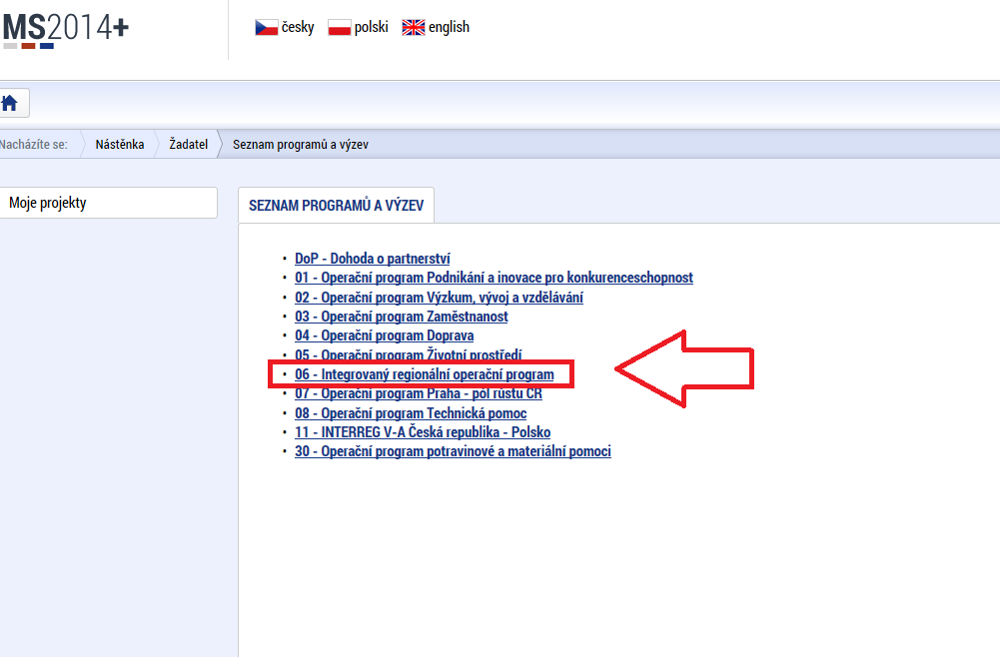 MS2014+
česky polski english
Nacházíte se: Nástěnka Žadatel Seznam programů a výzev
Moje projekty
SEZNAM PROGRAMŮ A VÝZEV
• DoP - Dohoda o partnerství
• 01 - Operační program Podnikání a inovace pro konkurenceschopnost
• 02 - Operační program Výzkum, vývoj a vzdělávání
• 03 - Operační program Zaměstnanost
• 04 - Operační program Doprava
• 05 - Operační program Životní prostředí
• 06 - Integrovaný regionální operační program
• 07 - Operační program Praha - pól růstu ČR
• 08 - Operační program Technická pomoc
• 11 - INTERREG V-A Česká republika - Polsko
• 30 - Operační program potravinové a materiální pomoci